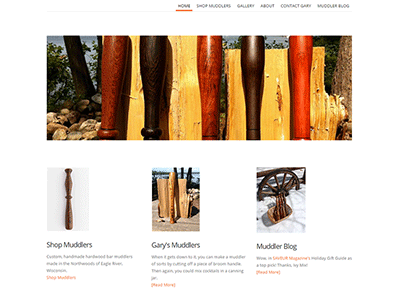 HOME SHOP MUDDLERS GALLERY ABOUT CONTACT GARY MUDDLER BLOG
Shop Muddlers
Custom, handmade hardwood bar muddlers
made in the Northwoods of Eagle River,
Wisconsin.
Shop Muddlers
Gary's Muddlers
When it gets down to it, you can make a muddler
of sorts by cutting off a piece of broom handle.
Then again, you could mix cocktails in a canning
jar.
[Read More]
Muddler Blog
Wow, in Magazine's Holiday Gift Guide as
a top pick! Thanks, Ivy Mo!
[Read More]